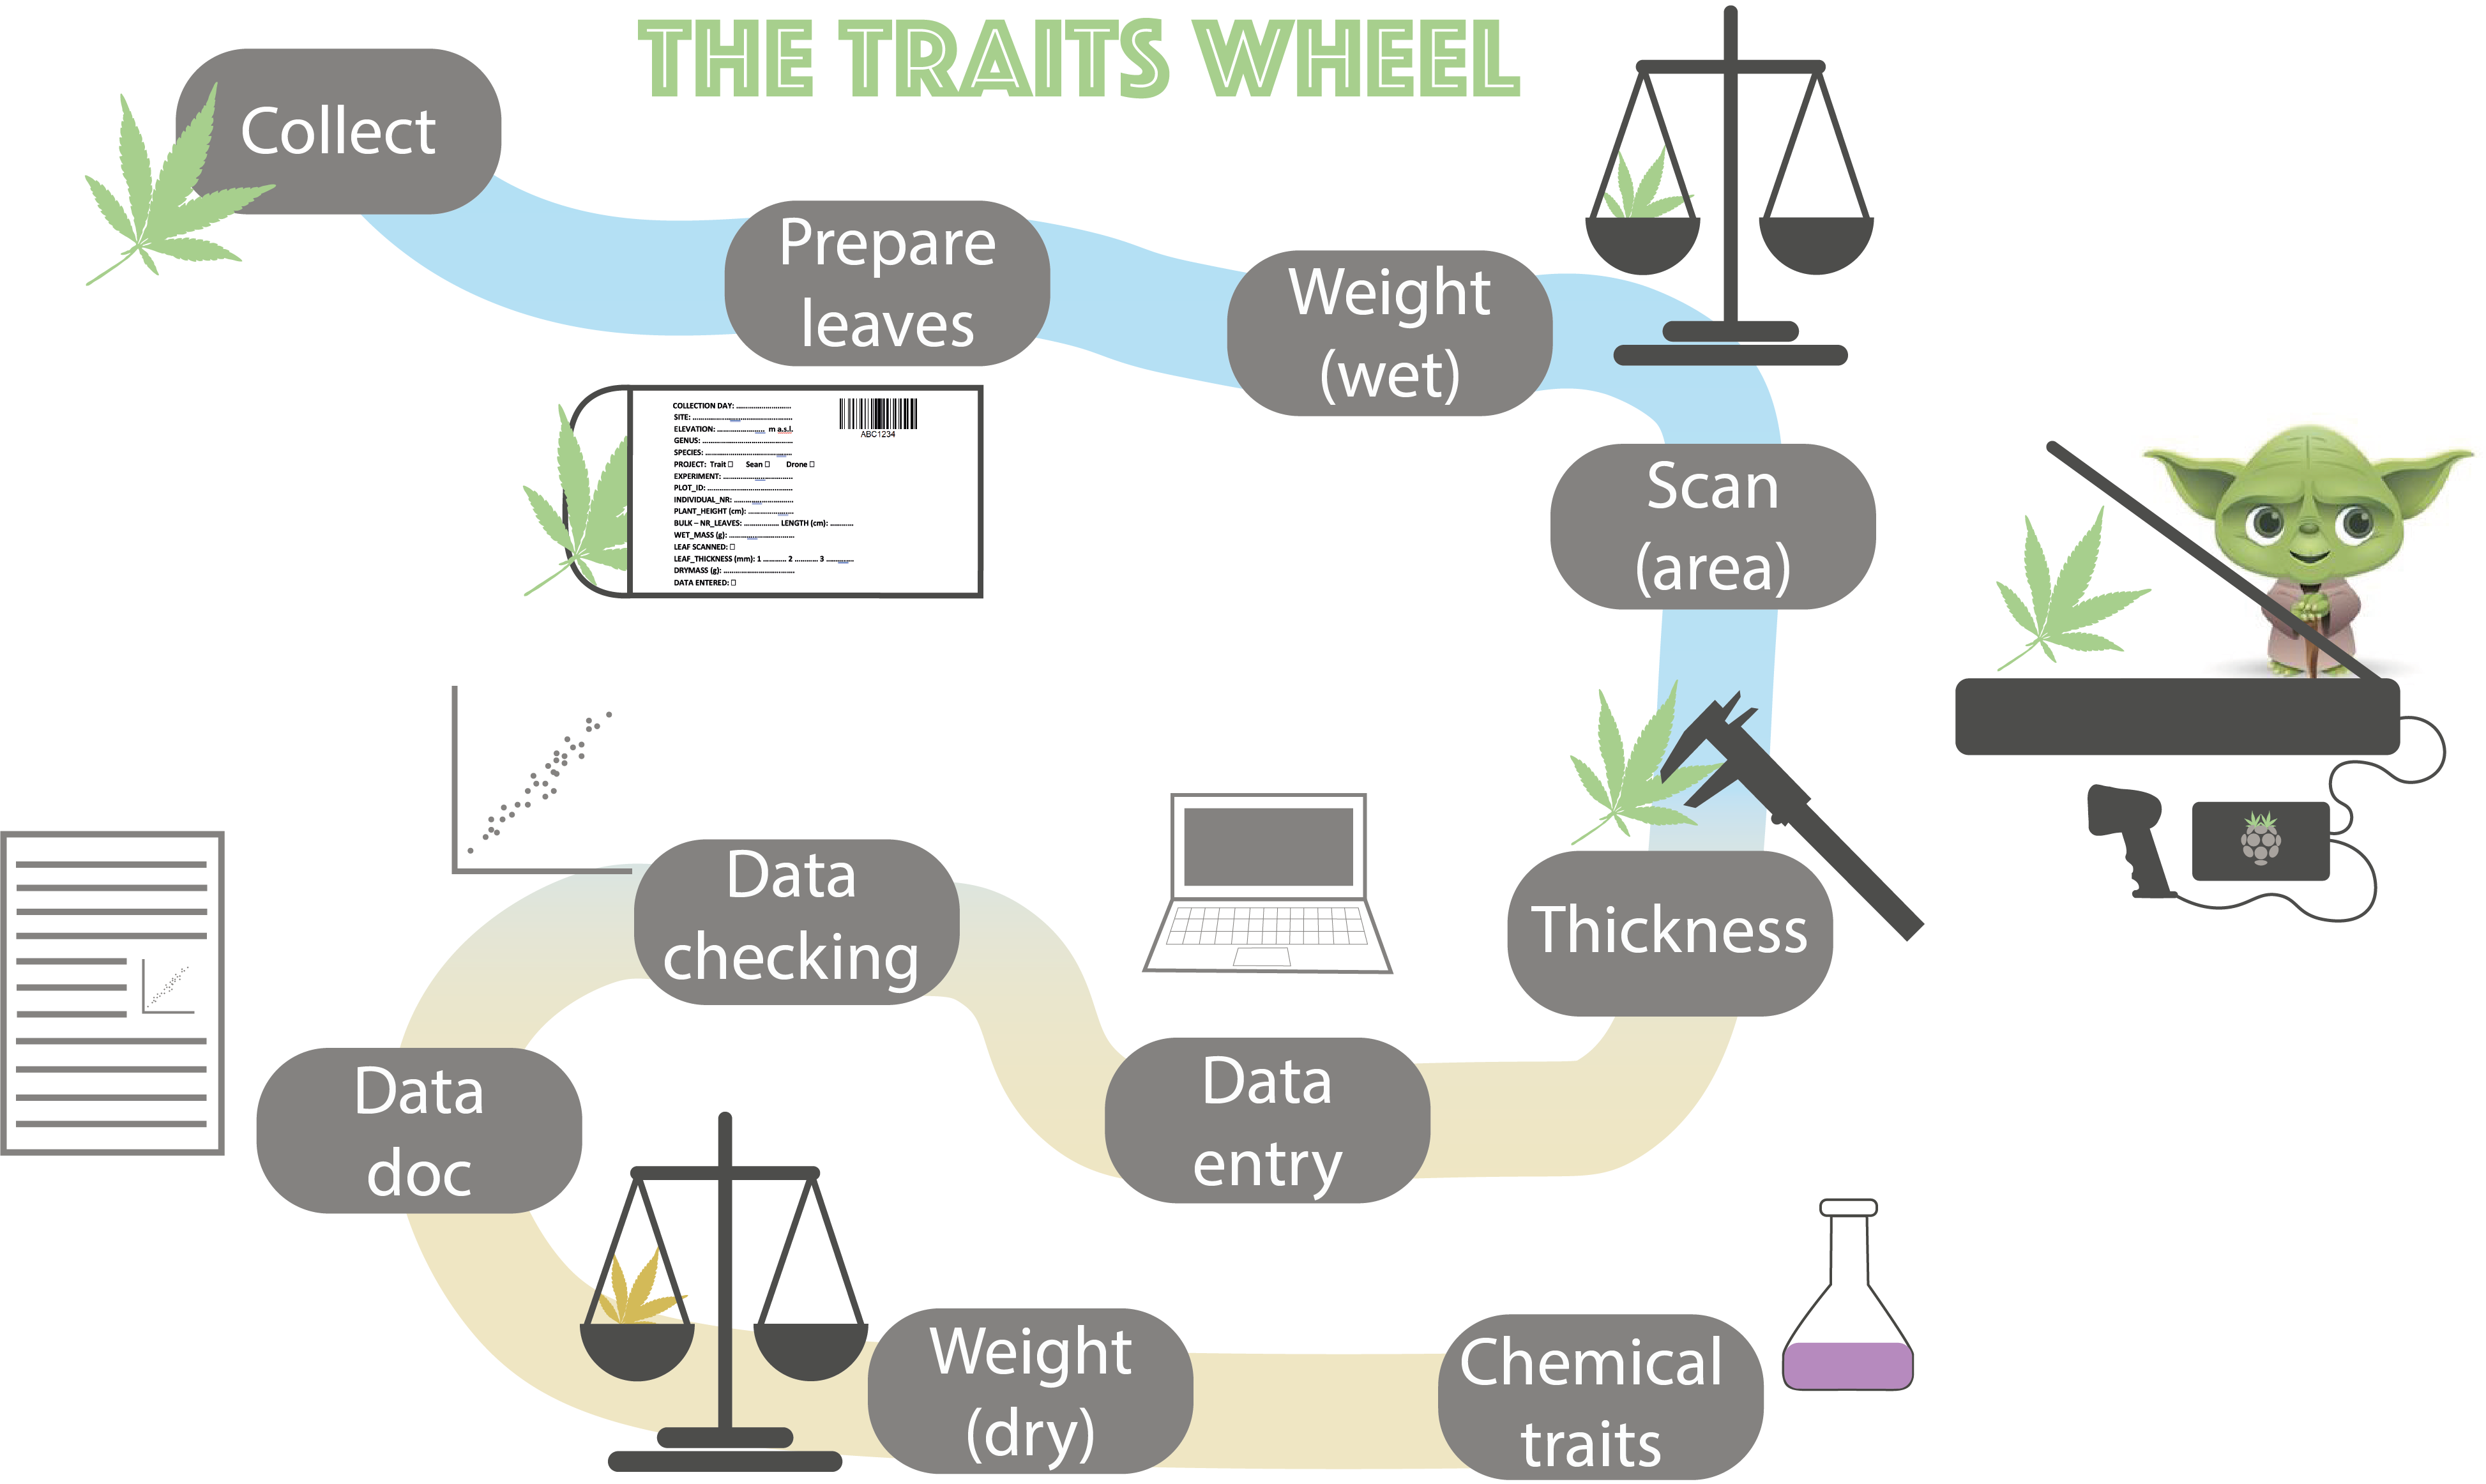 THE TRAITS WHEEL
Collect
Prepare
leaves
Weight
(wet)
COLLECTION DAY: ............................
SITE: ....................................................
ELEVATION: ......................... m a.s.l.
GENUS: ...............................................
SPECIES: .............................................
PROJECT: Trait □ Sean □ Drone □
EXPERIMENT: ....................................
PLOT_ID: ............................................
INDIVIDUAL_NR: ...............................
PLANT_HEIGHT (cm): .......................
BULK – NR_LEAVES: .................. LENGTH (cm): ............
WET_MASS (g): ..................................
LEAF SCANNED: □
LEAF_THICKNESS (mm): 1 ............ 2 ............ 3 ..............
DRYMASS (g): .....................................
DATA ENTERED: □
ABC1234
Scan
(area)
Thickness
Data
entry
Data
checking
Data
doc
Weight
(dry)
Chemical
traits